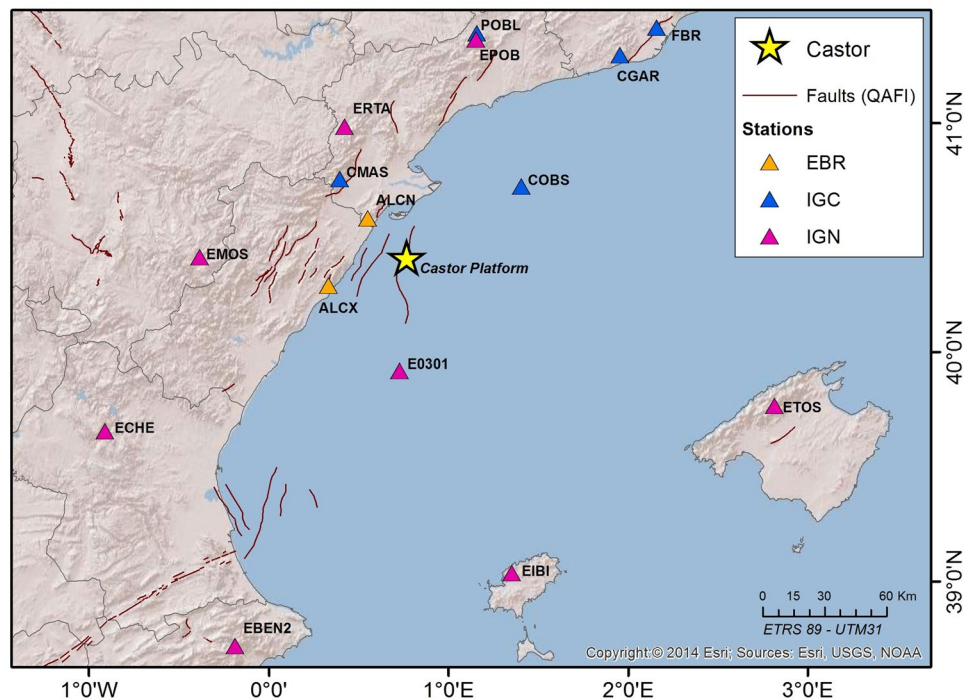 POBL
EPOB
FBR
CGAR
ERTA
CMAS
COBS
ALCN
EMOS
Castor Platform
ALCX
E0301
ECHE
ETOS
EIBI
EBEN2
Castor
Faults (QAFI)
Stations
EBR
IGC
IGN
41°0'N
40°0'N
39°0'N
0 15 30 60 Km
ETRS 89 - UTM31
Copyright:© 2014 Esri; Sources: Esri, USGS, NOAA
1°0'W 0°0' 1°0'E 2°0'E 3°0'E